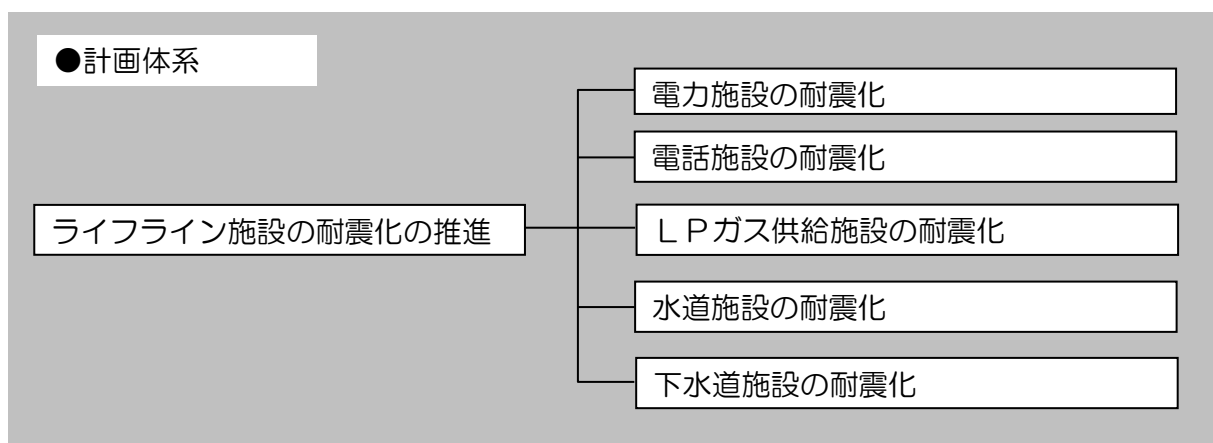 ●計画体系
電力施設の耐震化
電話施設の耐震化
ライフライン施設の耐震化の推進
ＬＰガス供給施設の耐震化
水道施設の耐震化
下水道施設の耐震化